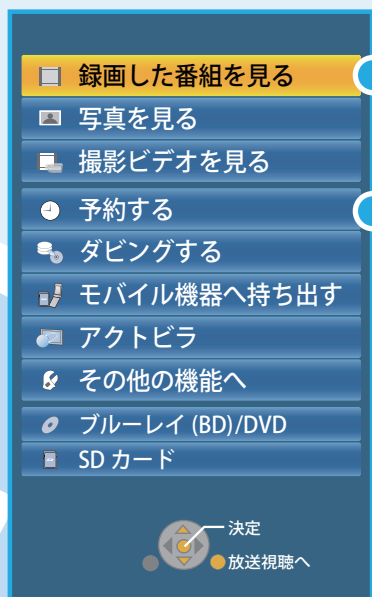 録画した番組を見る
写真を見る
撮影ビデオを見る
予約する
ダビングする
モバイル機器へ持ち出す
アクトビラ
その他の機能へ
ブルーレイ (BD)/DVD
SD カード
決定
放送視聴へ